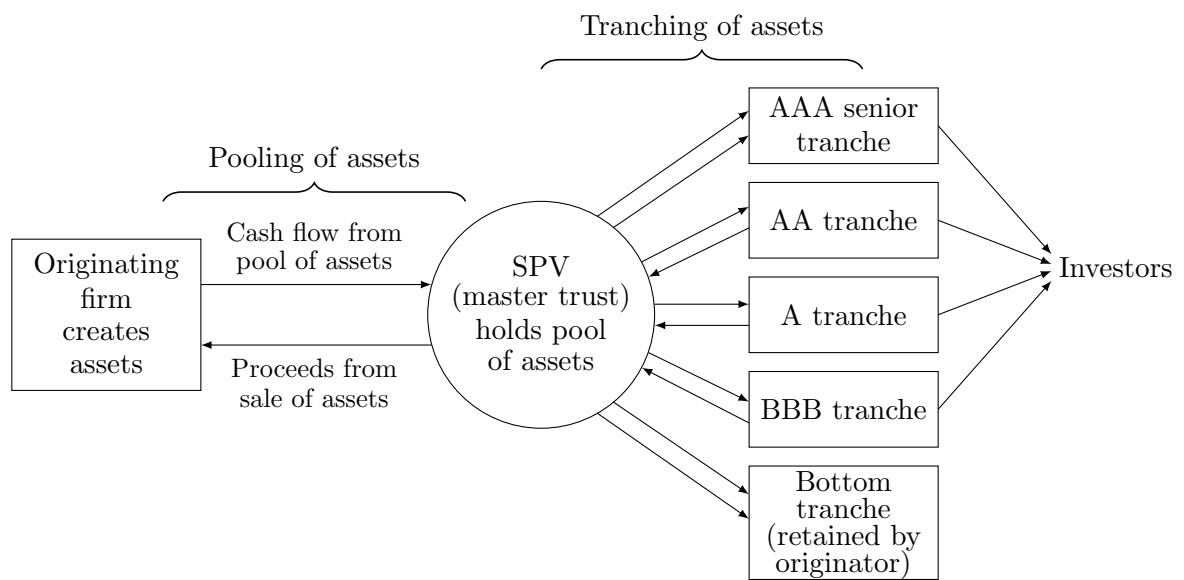 Tranching of assets
Pooling of assets
Originating
firm
creates
assets
Cash flow from
pool of assets
Proceeds from
sale of assets
SPV
(master trust)
holds pool
of assets
AAA senior
tranche
AA tranche
A tranche
BBB tranche
Bottom
tranche
(retained by
originator)
Investors